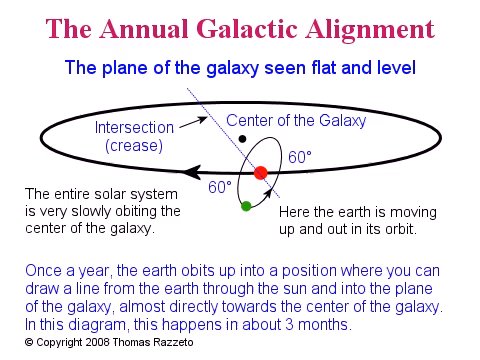 The Annual Galactic Alignment
The plane of the galaxy seen flat and level
Intersection
(crease)
Center of the Galaxy
60°
60°
The entire solar system
is very slowly obiting the
center of the galaxy.
Here the earth is moving
up and out in its orbit.
Once a year, the earth obits up into a position where you can
draw a line from the earth through the sun and into the plane
of the galaxy, almost directly towards the center of the galaxy.
In this diagram, this happens in about 3 months.
© Copyright 2008 Thomas Razzeto